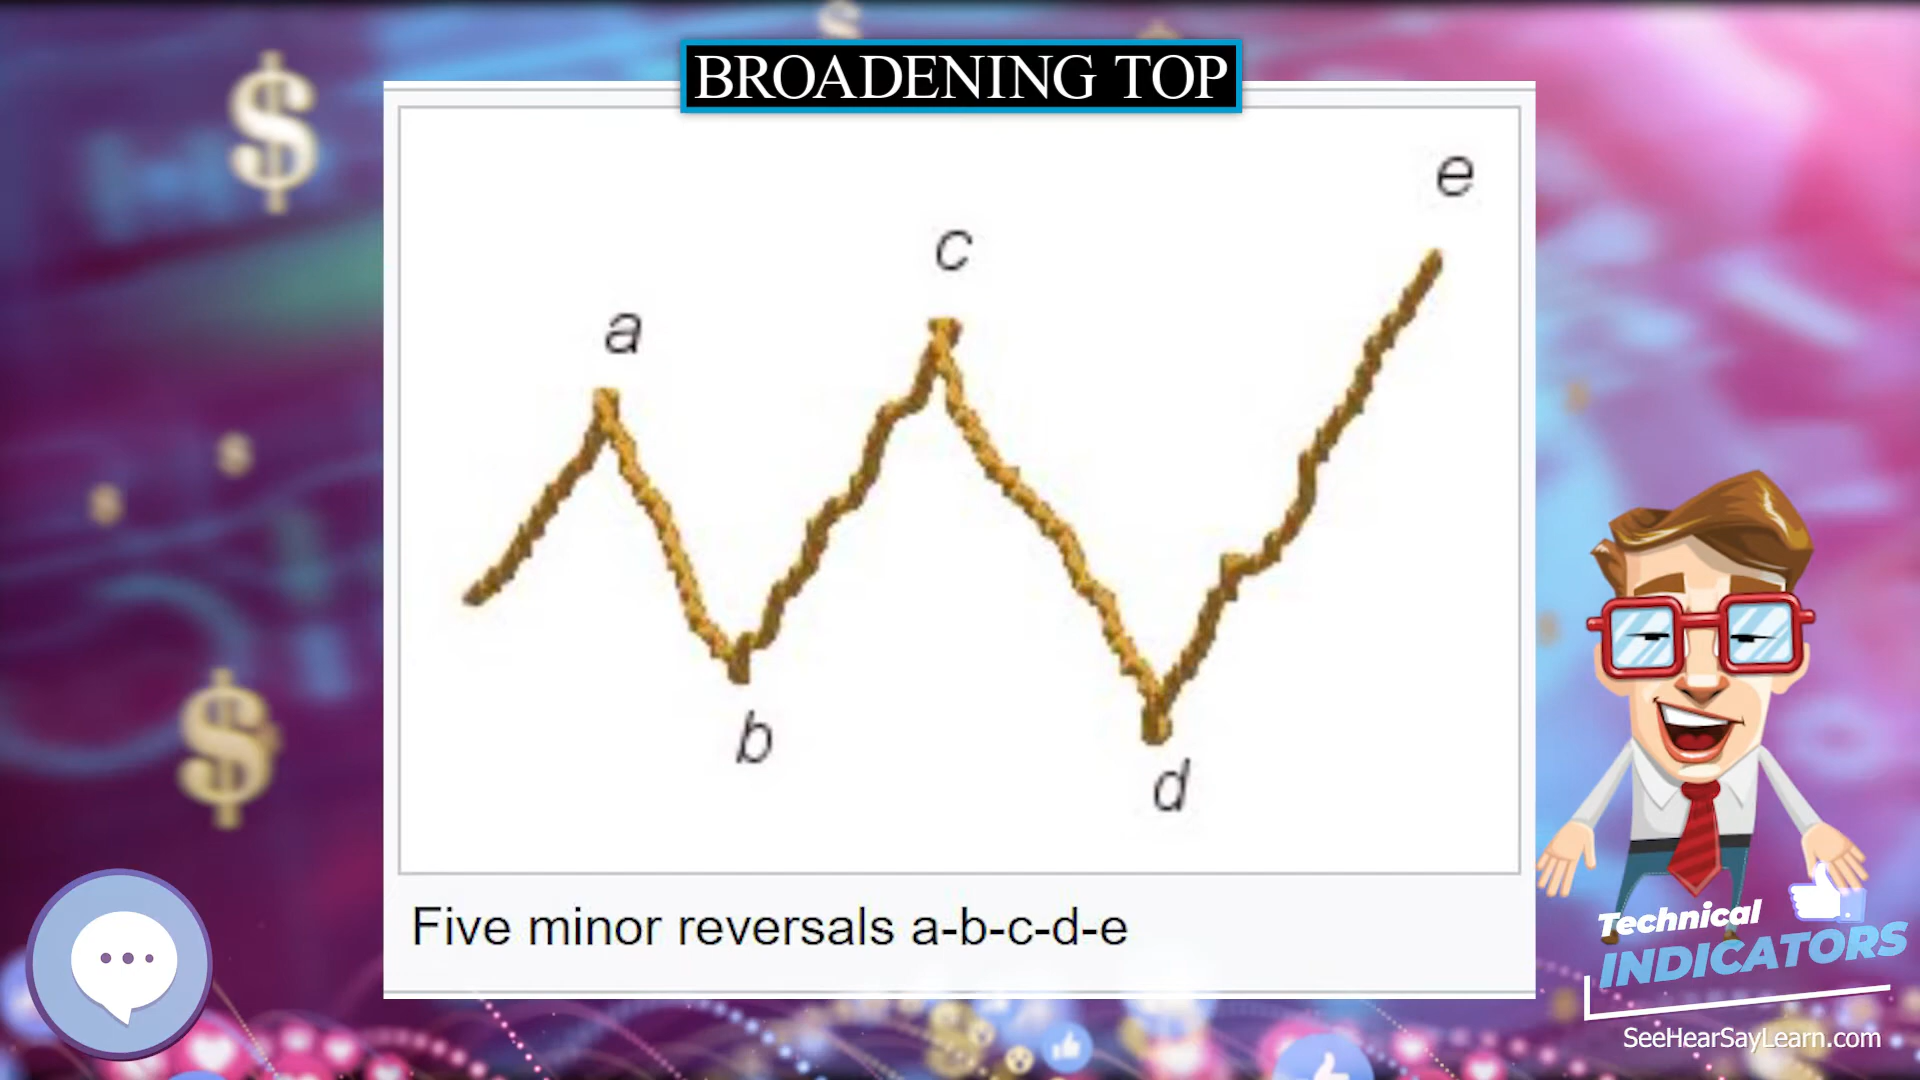 BROADENING TOP
e
c
a
b
d
Five minor reversals a-b-c-d-e
Technical
INDICATORS
SeeHearSayLearn.com